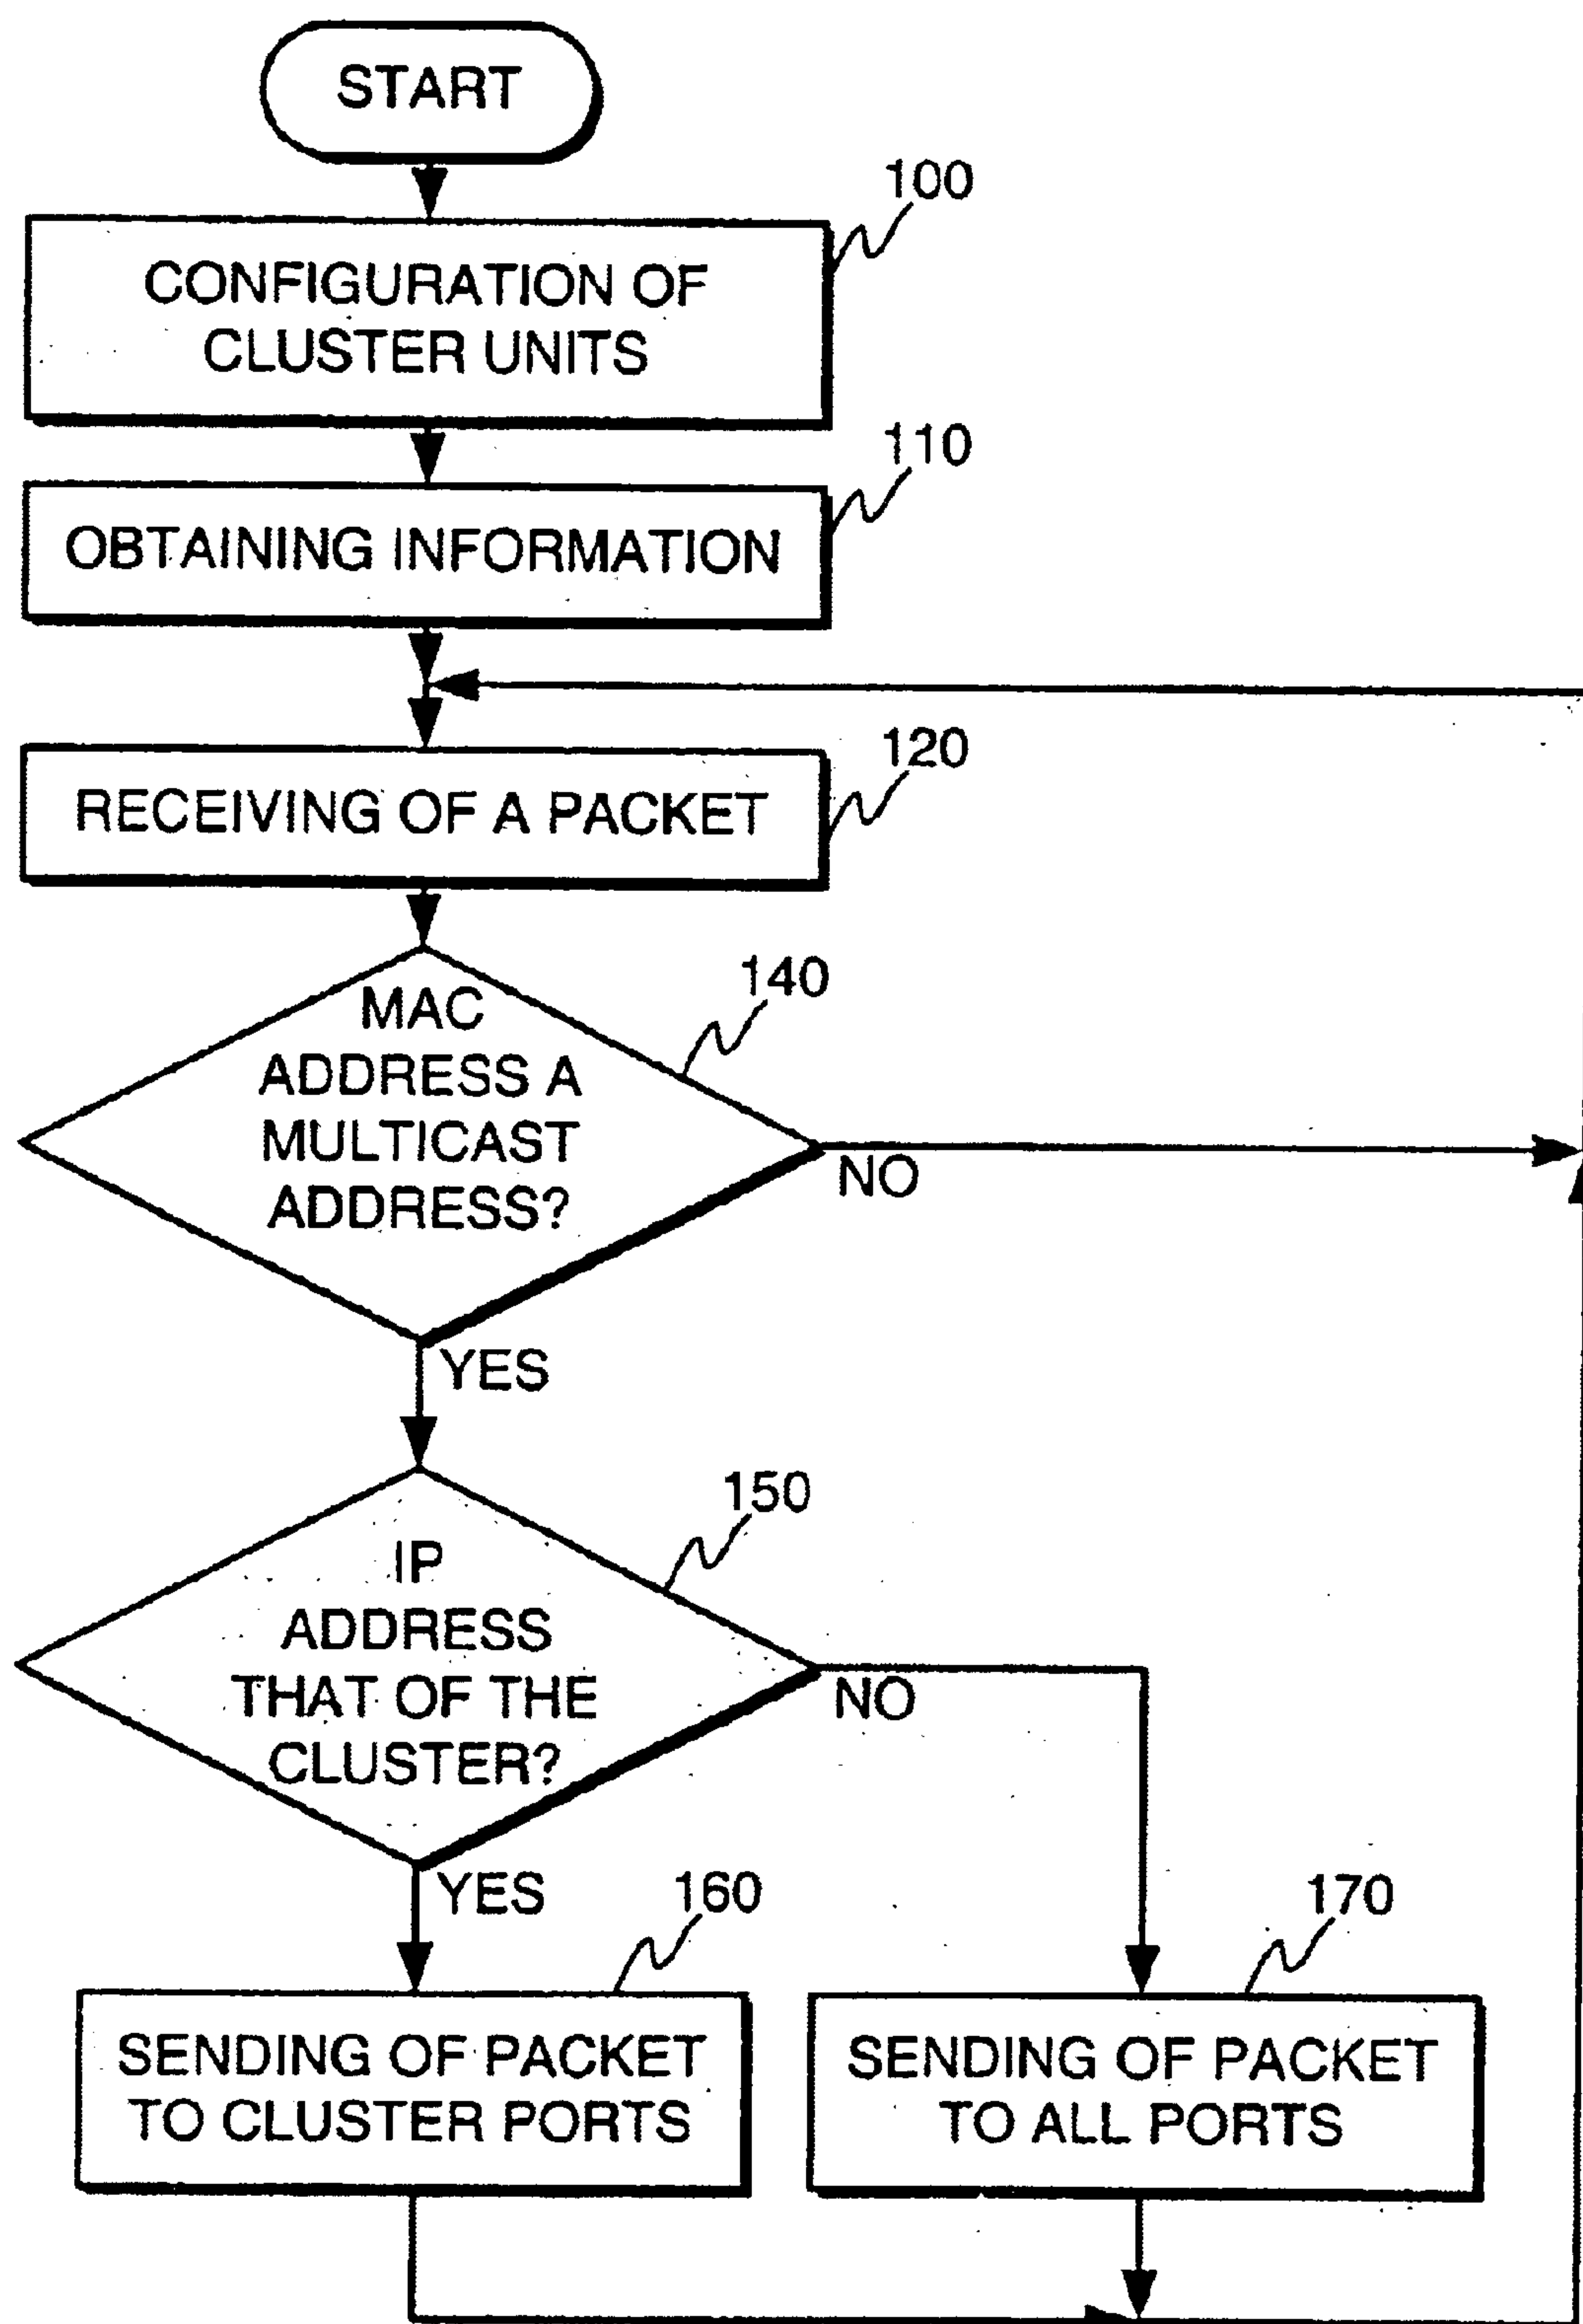 START
100
CONFIGURATION OF
CLUSTER UNITS
110
OBTAINING INFORMATION
120
RECEIVING OF A PACKET
140
MAC
ADDRESS A
MULTICAST
ADDRESS?
NO
YES
150
IP
ADDRESS
THAT OF THE
CLUSTER?
NO
YES
160
170
SENDING OF PACKET
TO CLUSTER PORTS
SENDING OF PACKET
TO ALL PORTS